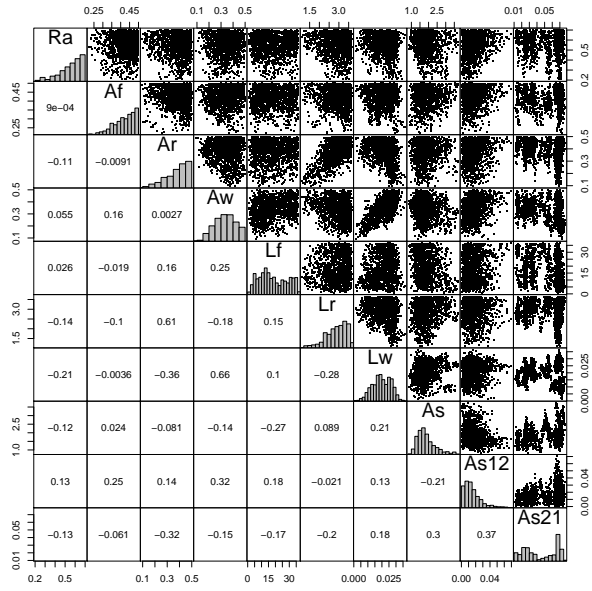 0.25 0.45 0.1 0.3 0.5 1.5 3.0 1.0 2.5 0.01 0.05
Ra 0.2 0.5
0.25 0.45 9e−04 Af
−0.11 −0.0091 Ar 0.1 0.3 0.5
0.1 0.3 0.5 0.055 0.16 0.0027 Aw
0.026 −0.019 0.16 0.25 Lf 0 15 30
1.5 3.0 −0.14 −0.1 0.61 −0.18 0.15 Lr
−0.21 −0.0036 −0.36 0.66 0.1 −0.28 Lw 0.000 0.025
1.0 2.5 −0.12 0.024 −0.081 −0.14 −0.27 0.089 0.21 As
0.13 0.25 0.14 0.32 0.18 −0.021 0.13 −0.21 As12 0.00 0.04
0.01 0.05 −0.13 −0.061 −0.32 −0.15 −0.17 −0.2 0.18 0.3 0.37 As21
0.2 0.5 0.1 0.3 0.5 0 15 30 0.000 0.025 0.00 0.04